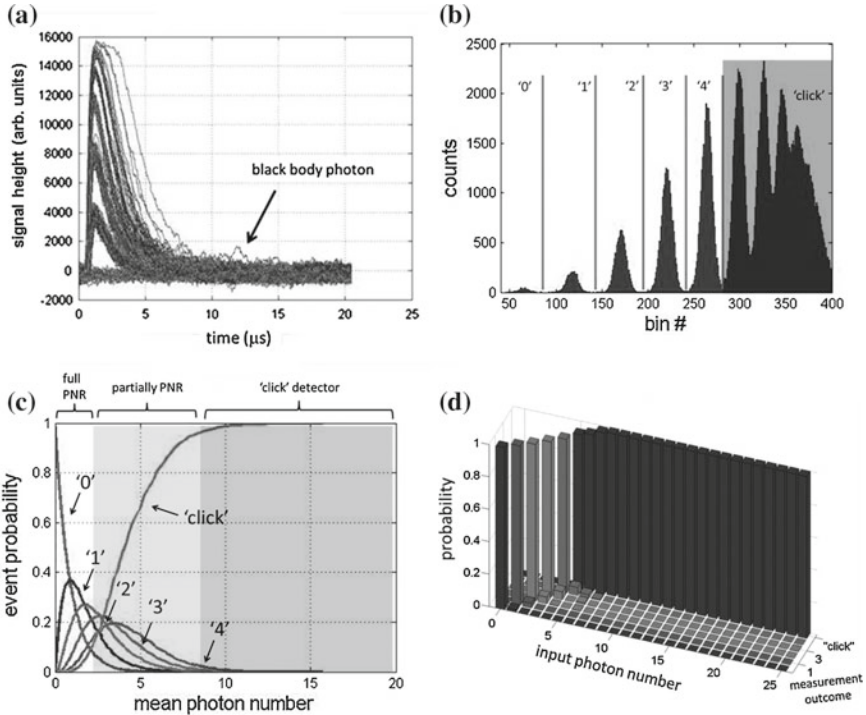 (a)
16000
14000
12000
10000
8000
6000
4000
2000
0
-2000
signal height (arb. units)
black body photon
0
5
10
15
20
25
time (μs)
(b)
2500
2000
1500
1000
500
0
counts
'0'
'1'
'2'
'3'
'4'
'click'
50
100
150
200
250
300
350
400
bin #
full
PNR
partially PNR
'click' detector
(c)
1
0.8
0.6
0.4
0.2
0
event probability
'0'
'1'
'2'
'3'
'4'
'click'
0
5
10
15
20
mean photon number
(d)
1
0.8
0.6
0.4
0.2
0
probability
0
5
10
15
20
25
input photon number
"click"
3
1
measurement
outcome